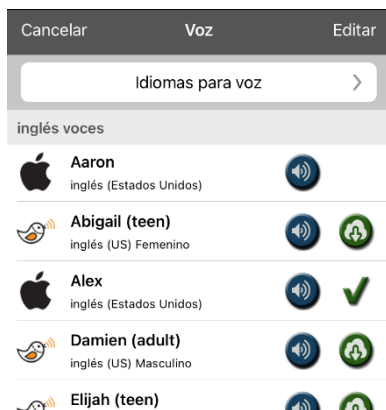 Cancelar Voz Editar
Idiomas para voz
inglés voces
Aaron
inglés (Estados Unidos)
Abigail (teen)
inglés (US) Femenino
Alex
inglés (Estados Unidos)
Damien (adult)
inglés (US) Masculino
Elijah (teen)